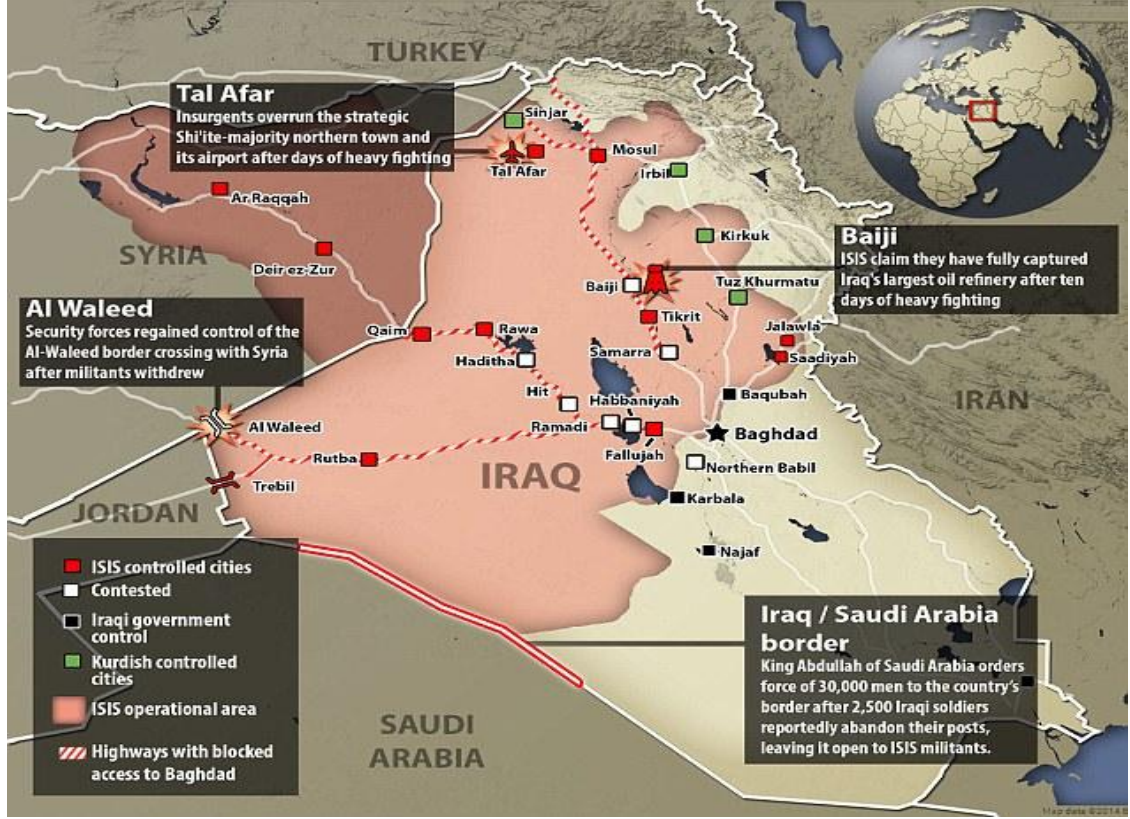 TURKEY
Tal Afar
Insurgents overrun the strategic
Shi'ite-majority northern town and
its airport after days of heavy fighting
Sinjar
Mosul
Tal Afar
Irbil
Ar Raqqah
SYRIA
Kirkuk
Deir ez-Zur
Baiji
ISIS claim they have fully captured
Iraq's largest oil refinery after ten
days of heavy fighting
Baiji
Tuz Khurmatu
Al Waleed
Security forces regained control of the
Al-Waleed border crossing with Syria
after militants withdrew
Tikrit
Qaim
Rawa
Jalawla
Haditha
Samarra
Saadiyah
Hit
Habbaniyah
Baqubah
IRAN
Al Waleed
Ramadi
Baghdad
Rutba
Fallujah
IRAQ
Northern Babil
Trebil
Karbala
JORDAN
Najaf
ISIS controlled cities
Contested
Iraqi government
control
Kurdish controlled
cities
ISIS operational area
Highways with blocked
access to Baghdad
Iraq / Saudi Arabia
border
King Abdullah of Saudi Arabia orders
force of 30,000 men to the country's
border after 2,500 Iraqi soldiers
reportedly abandon their posts,
leaving it open to ISIS militants.
SAUDI
ARABIA
Map data ©2014